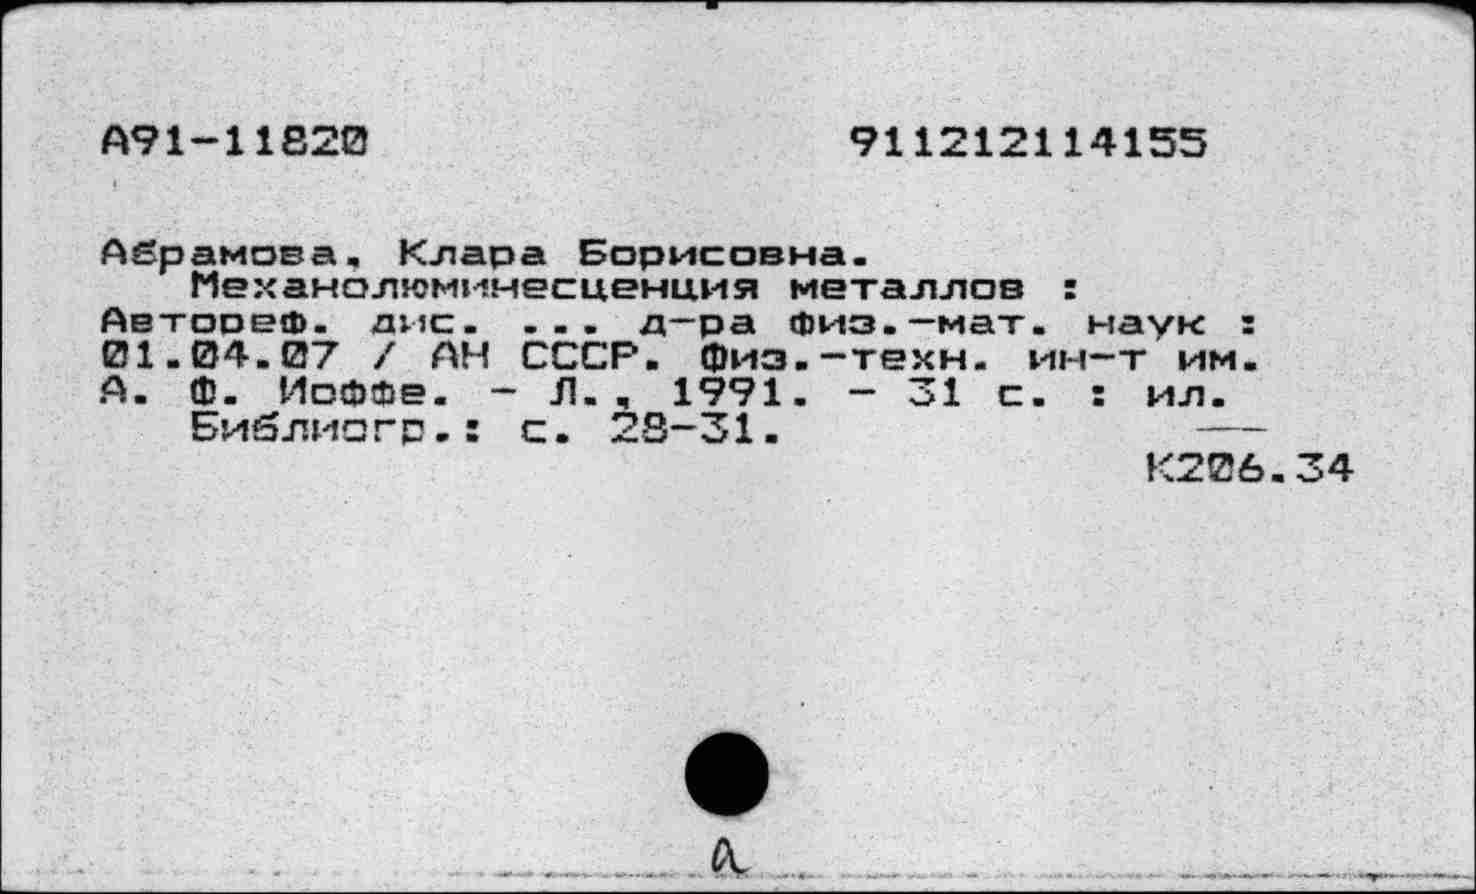 А91-11820 911212114155
Абрамова, Клара Борисовна.
Механолюминесценция металлов :
Автореф. дис. ... д-ра физ.-мат. наук :
01.04.07 / АН СССР. Физ.-техн. ин-т им.
А. Ф. Иоффе. - Л., 1991. - 31 с. : ил.
Библиогр.: с. 28-31.
К206.34
а